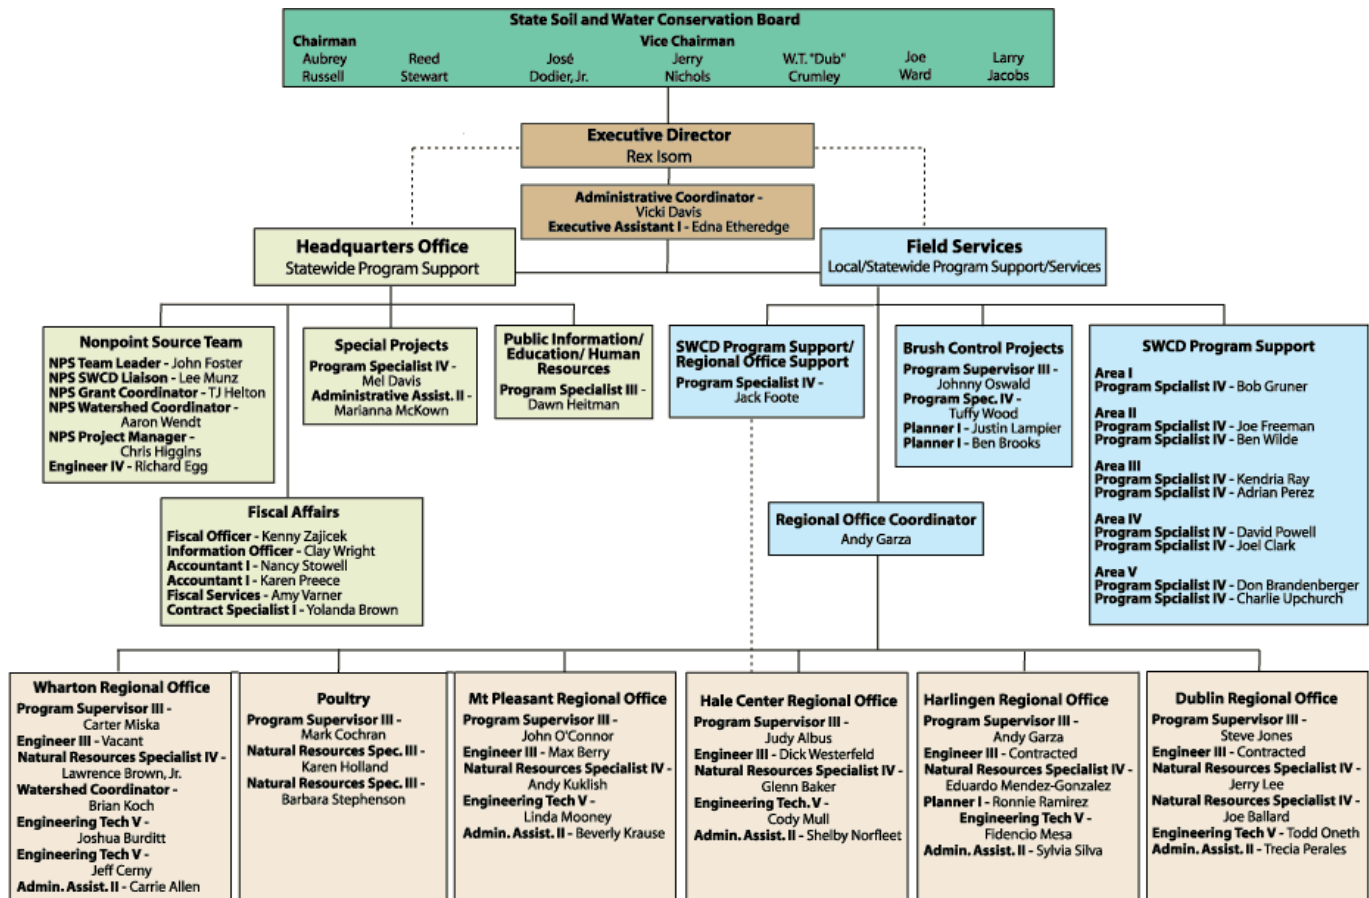 State Soil and Water Conservation Board
Chairman
Vice Chairman
Aubrey
Russell
Reed
Stewart
José
Dodier, Jr.
Jerry
Nichols
W.T. "Dub"
Crumley
Joe
Ward
Larry
Jacobs
Executive Director
Rex Isom
Administrative Coordinator -
Vicki Davis
Executive Assistant I - Edna Etheredge
Headquarters Office
Statewide Program Support
Field Services
Local/Statewide Program Support/Services
Nonpoint Source Team
NPS Team Leader - John Foster
NPS SWCD Liaison - Lee Munz
NPS Grant Coordinator - TJ Helton
NPS Watershed Coordinator -
Aaron Wendt
NPS Project Manager -
Chris Higgins
Engineer IV - Richard Egg
Special Projects
Program Specialist IV -
Mel Davis
Administrative Assist. II -
Marianna McKown
Public Information/
Education/ Human
Resources
Program Specialist III -
Dawn Heitman
SWCD Program Support/
Regional Office Support
Program Specialist IV -
Jack Foote
Brush Control Projects
Program Supervisor III -
Johnny Oswald
Program Spec. IV -
Tuffy Wood
Planner I - Justin Lampier
Planner I - Ben Brooks
SWCD Program Support
Area I
Program Spcialist IV - Bob Gruner
Area II
Program Spcialist IV - Joe Freeman
Program Spcialist IV - Ben Wilde
Area III
Program Spcialist IV - Kendria Ray
Program Spcialist IV - Adrian Perez
Area IV
Program Spcialist IV - David Powell
Program Spcialist IV - Joel Clark
Area V
Program Spcialist IV - Don Brandenberger
Program Spcialist IV - Charlie Upchurch
Fiscal Affairs
Fiscal Officer - Kenny Zajicek
Information Officer - Clay Wright
Accountant I - Nancy Stowell
Accountant I - Karen Preece
Fiscal Services - Amy Varner
Contract Specialist I - Yolanda Brown
Regional Office Coordinator
Andy Garza
Wharton Regional Office
Program Supervisor III -
Carter Miska
Engineer III - Vacant
Natural Resources Specialist IV -
Lawrence Brown, Jr.
Watershed Coordinator -
Brian Koch
Engineering Tech V -
Joshua Burditt
Engineering Tech V -
Jeff Cerny
Admin. Assist. II - Carrie Allen
Poultry
Program Supervisor III -
Mark Cochran
Natural Resources Spec. III -
Karen Holland
Natural Resources Spec. III -
Barbara Stephenson
Mt Pleasant Regional Office
Program Supervisor III -
John O'Connor
Engineer III - Max Berry
Natural Resources Specialist IV -
Andy Kuklish
Engineering Tech V -
Linda Mooney
Admin. Assist. II - Beverly Krause
Hale Center Regional Office
Program Supervisor III -
Judy Albus
Engineer III - Dick Westerfeld
Natural Resources Specialist IV -
Glenn Baker
Engineering Tech. V -
Cody Mull
Admin. Assist. II - Shelby Norfleet
Harlingen Regional Office
Program Supervisor III -
Andy Garza
Engineer III - Contracted
Natural Resources Specialist IV -
Eduardo Mendez-Gonzalez
Planner I - Ronnie Ramirez
Engineering Tech V -
Fidencio Mesa
Admin. Assist. II - Sylvia Silva
Dublin Regional Office
Program Supervisor III -
Steve Jones
Engineer III - Contracted
Natural Resources Specialist IV -
Jerry Lee
Natural Resources Specialist IV -
Joe Ballard
Engineering Tech V - Todd Oneth
Admin. Assist. II - Trecia Perales